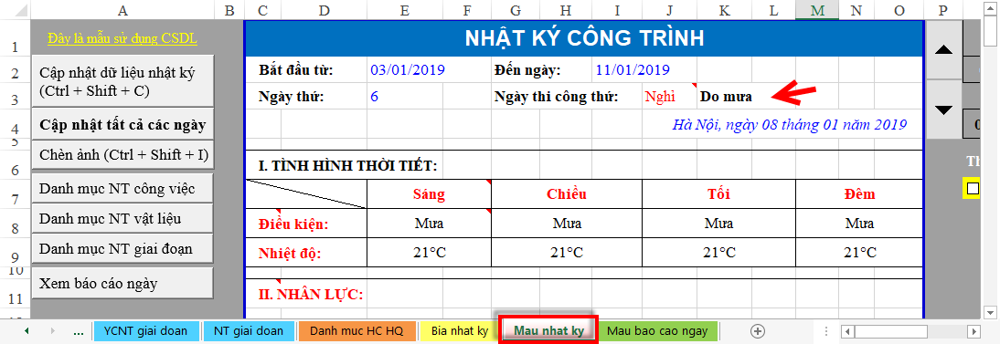 A B C D E F G H I J K L M N O P
1 Đây là mẫu sử dụng CSDL NHẬT KÝ CÔNG TRÌNH
2 Cập nhật dữ liệu nhật ký (Ctrl + Shift + C) Bắt đầu từ: 03/01/2019 Đến ngày: 11/01/2019
3 Ngày thứ: 6 Ngày thi công thứ: Nghỉ Do mưa
4 Cập nhật tất cả các ngày Hà Nội, ngày 08 tháng 01 năm 2019
5
6 Chèn ảnh (Ctrl + Shift + I) I. TÌNH HÌNH THỜI TIẾT:
7 Danh mục NT công việc Sáng Chiều Tối Đêm
8 Danh mục NT vật liệu Điều kiện: Mưa Mưa Mưa Mưa
9 Danh mục NT giai đoạn Nhiệt độ: 21°C 21°C 21°C 21°C
10
11 Xem báo cáo ngày II. NHÂN LỰC:
... YCNT giai doan NT giai doan Danh muc HC HQ Bia nhat ky Mau nhat ky Mau bao cao ngay